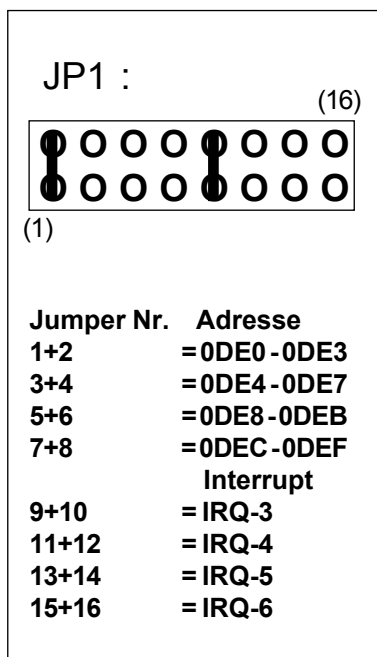 JP1 :
(16)
O O O O O O O O
O O O O O O O O
(1)
Jumper Nr. Adresse
1+2 =0DE0-0DE3
3+4 =0DE4-0DE7
5+6 =0DE8-0DEB
7+8 =0DEC-0DEF
Interrupt
9+10 =IRQ-3
11+12 =IRQ-4
13+14 =IRQ-5
15+16 =IRQ-6